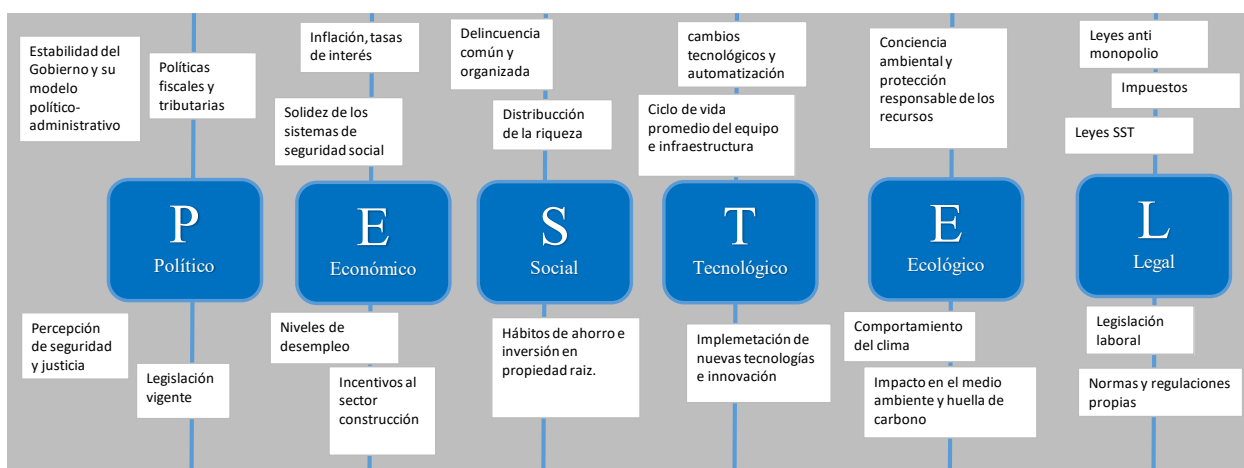 Estabilidad del
Gobierno y su
modelo
político-
administrativo
Políticas
fiscales y
tributarias
P
Político
Percepción
de seguridad
y justicia
Legislación
vigente
Inflación, tasas
de interés
Solidez de los
sistemas de
seguridad social
E
Económico
Niveles de
desempleo
Incentivos al
sector
construcción
Delincuencia
común y
organizada
Distribucción
de la riqueza
S
Social
Hábitos de ahorro e
inversión en
propiedad raiz.
cambios
tecnológicos y
automatización
Ciclo de vida
promedio del equipo
e infraestructura
T
Tecnológico
Implemetación de
nuevas tecnologías
e innovación
Conciencia
ambiental y
protección
responsable de los
recursos
E
Ecológico
Comportamiento
del clima
Impacto en el medio
ambiente y huella de
carbono
Leyes anti
monopolio
Impuestos
Leyes SST
L
Legal
Legislación
laboral
Normas y regulaciones
propias